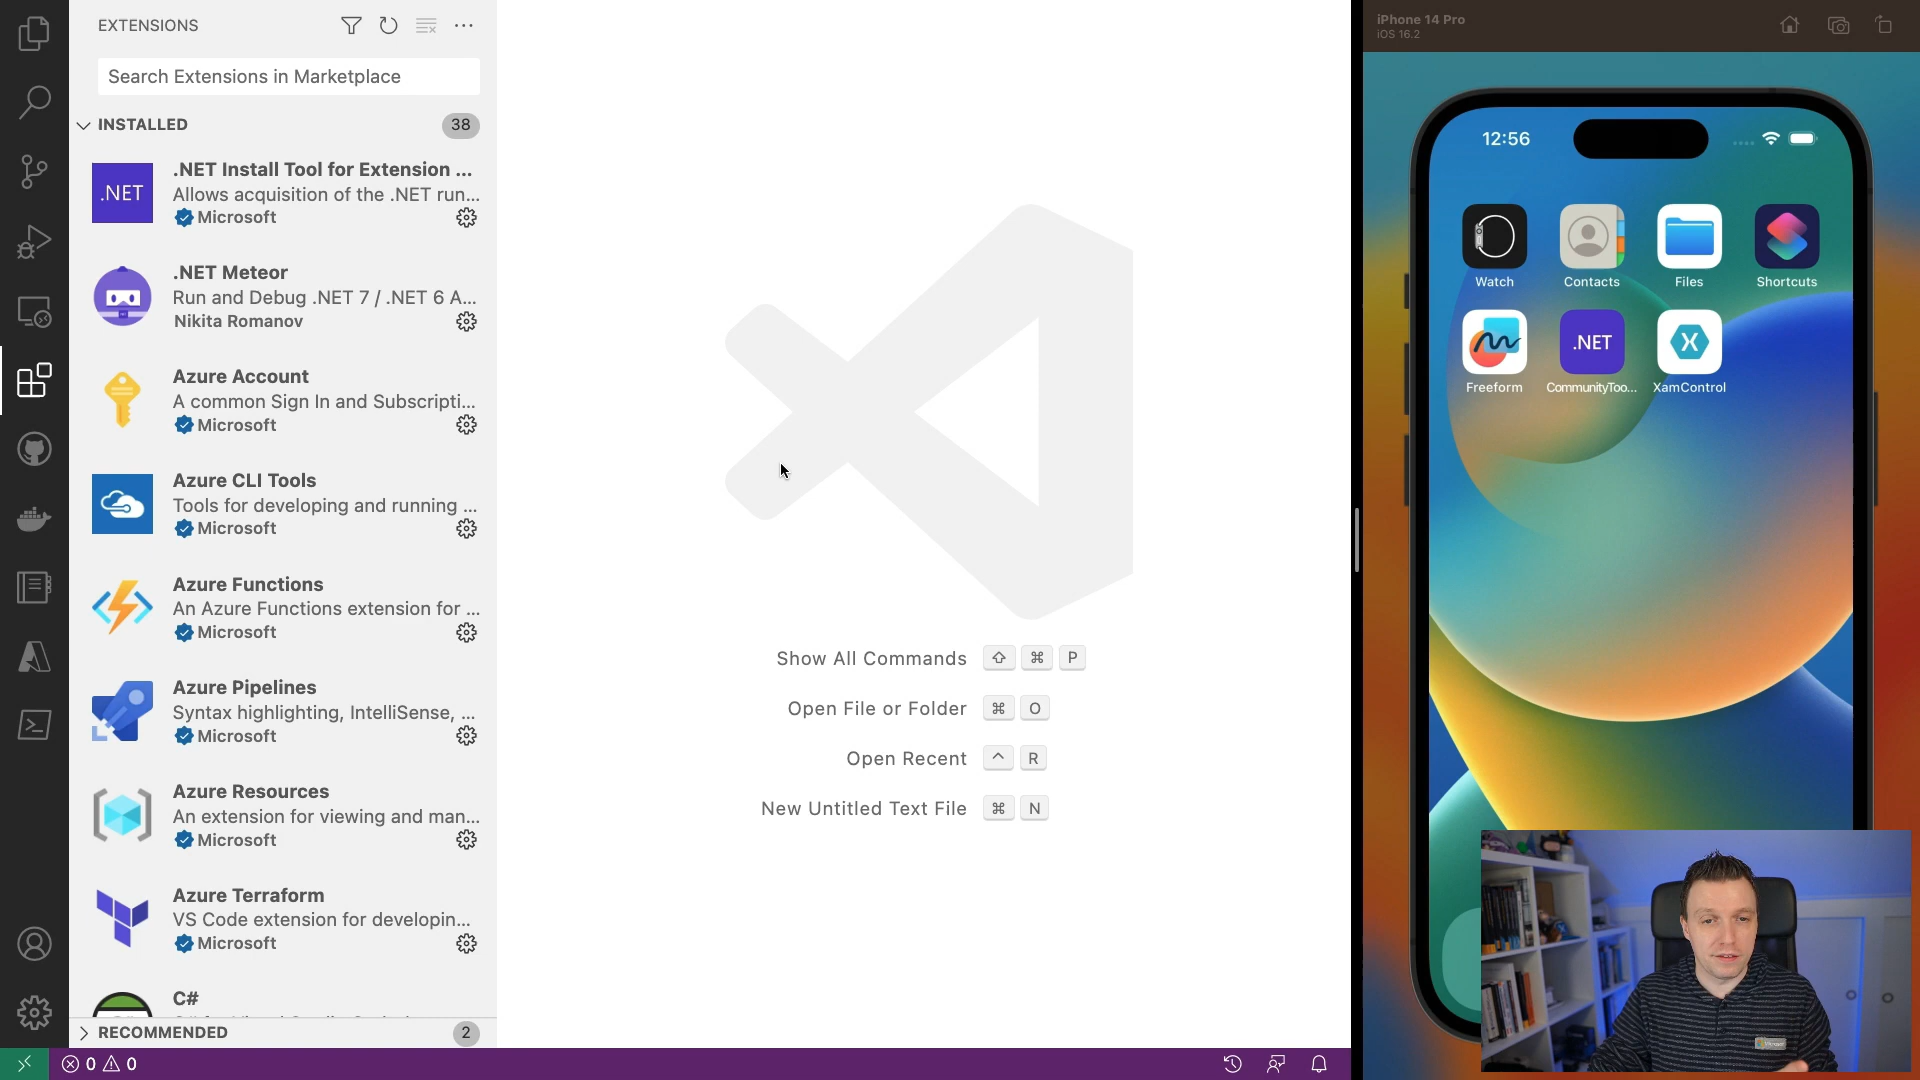 EXTENSIONS
Search Extensions in Marketplace
INSTALLED
38
.NET
.NET Install Tool for Extension ...
Allows acquisition of the .NET run...
Microsoft
.NET Meteor
Run and Debug .NET 7 / .NET 6 A...
Nikita Romanov
Azure Account
A common Sign In and Subscripti...
Microsoft
Azure CLI Tools
Tools for developing and running ...
Microsoft
Azure Functions
An Azure Functions extension for ...
Microsoft
Azure Pipelines
Syntax highlighting, IntelliSense, ...
Microsoft
Azure Resources
An extension for viewing and man...
Microsoft
Azure Terraform
VS Code extension for developin...
Microsoft
C#
RECOMMENDED
2
0
0
Show All Commands ⇧ ⌘ P
Open File or Folder ⌘ O
Open Recent ^ R
New Untitled Text File ⌘ N
iPhone 14 Pro
iOS 16.2
12:56
Watch
Contacts
Files
Shortcuts
.NET
X
Freeform
CommunityToo...
XamControl